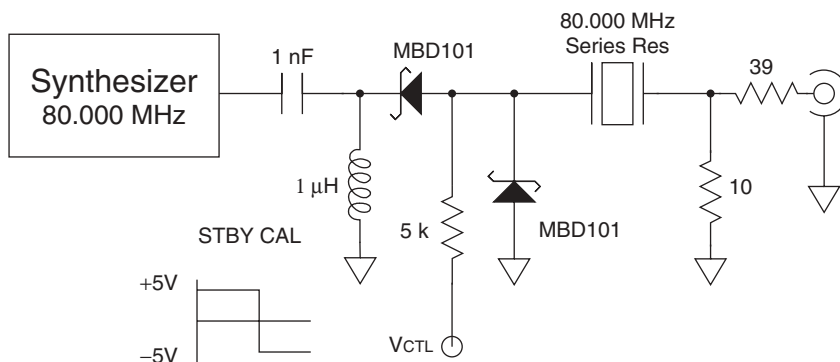 Synthesizer
80.000 MHz
1 nF
MBD101
80.000 MHz
Series Res
39
1 μH
5 k
MBD101
10
STBY CAL
+5V
−5V
VCTL